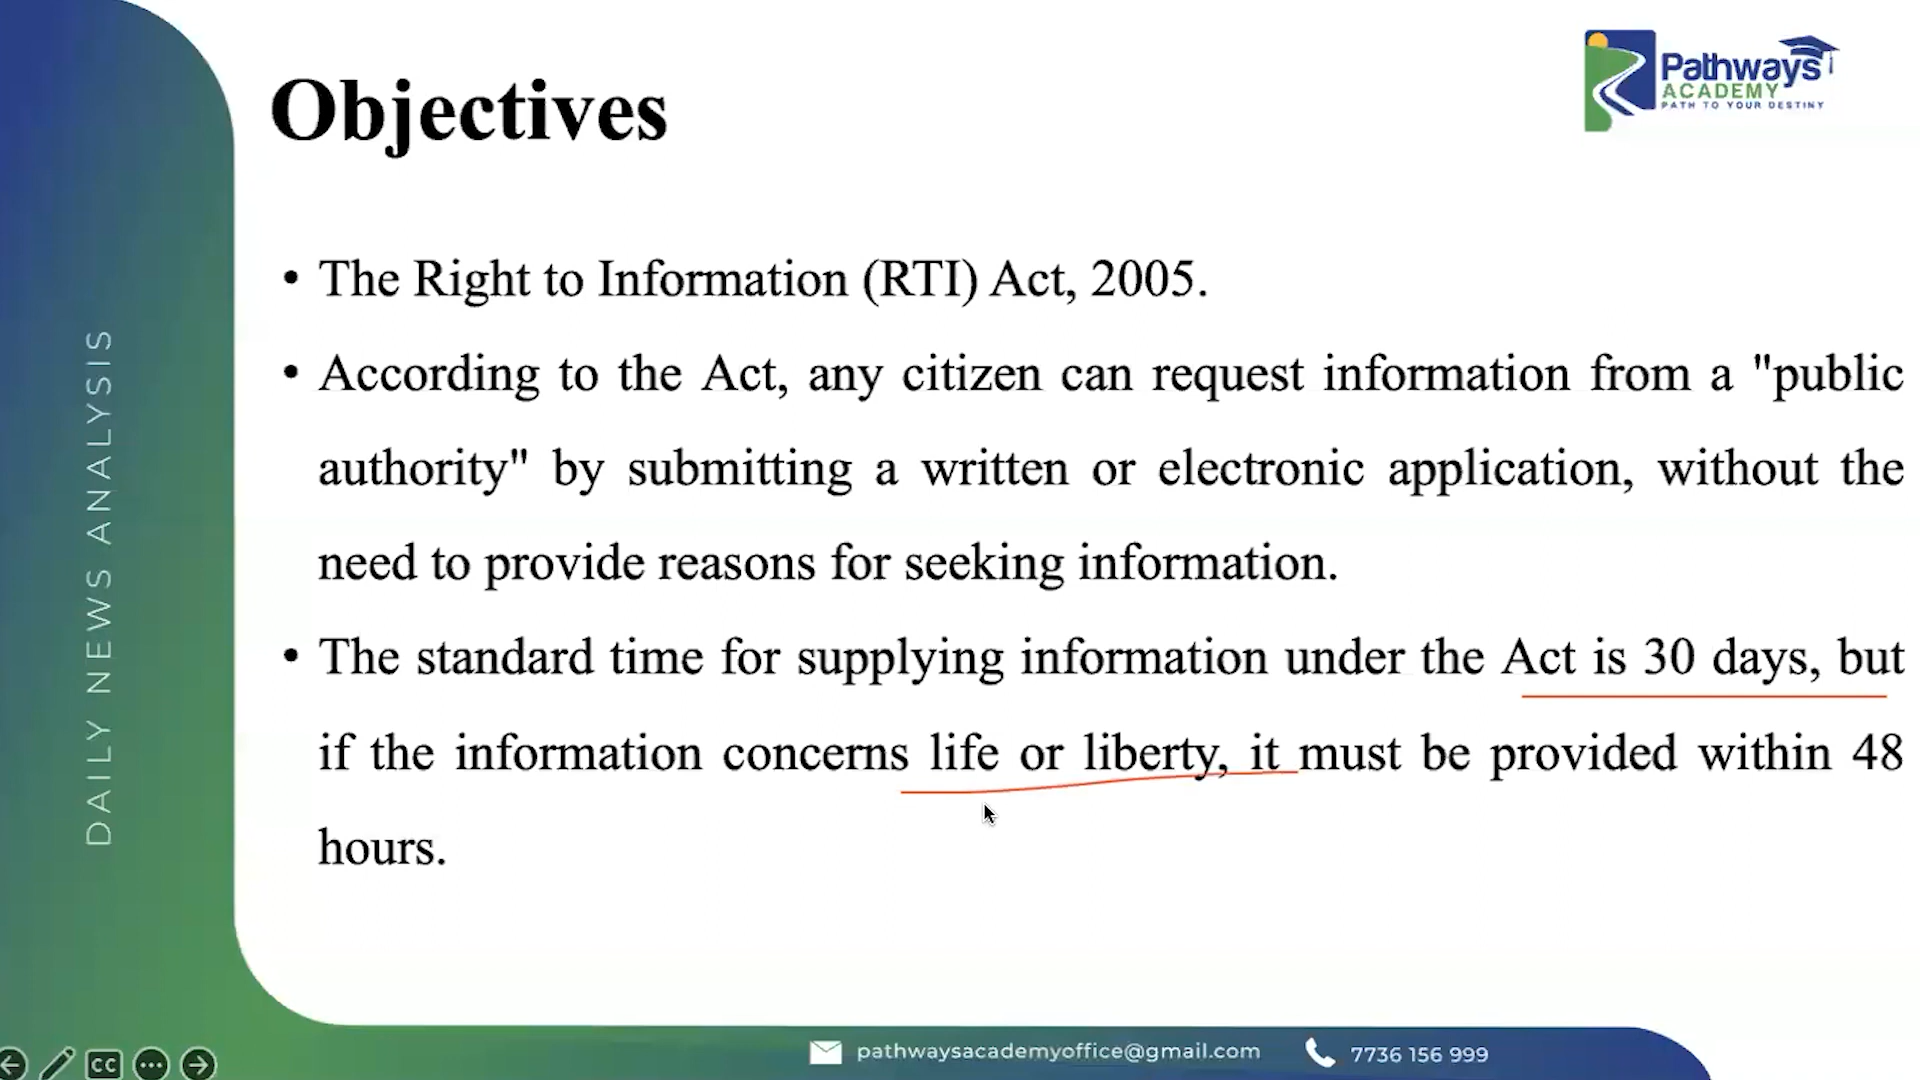 Pathways
ACADEMY
PATH TO YOUR DESTINY
Objectives
• The Right to Information (RTI) Act, 2005.
• According to the Act, any citizen can request information from a "public
authority" by submitting a written or electronic application, without the
need to provide reasons for seeking information.
• The standard time for supplying information under the Act is 30 days, but
if the information concerns life or liberty, it must be provided within 48
hours.
DAILY NEWS ANALYSIS
CC
pathwaysacademyoffice@gmail.com
7736 156 999